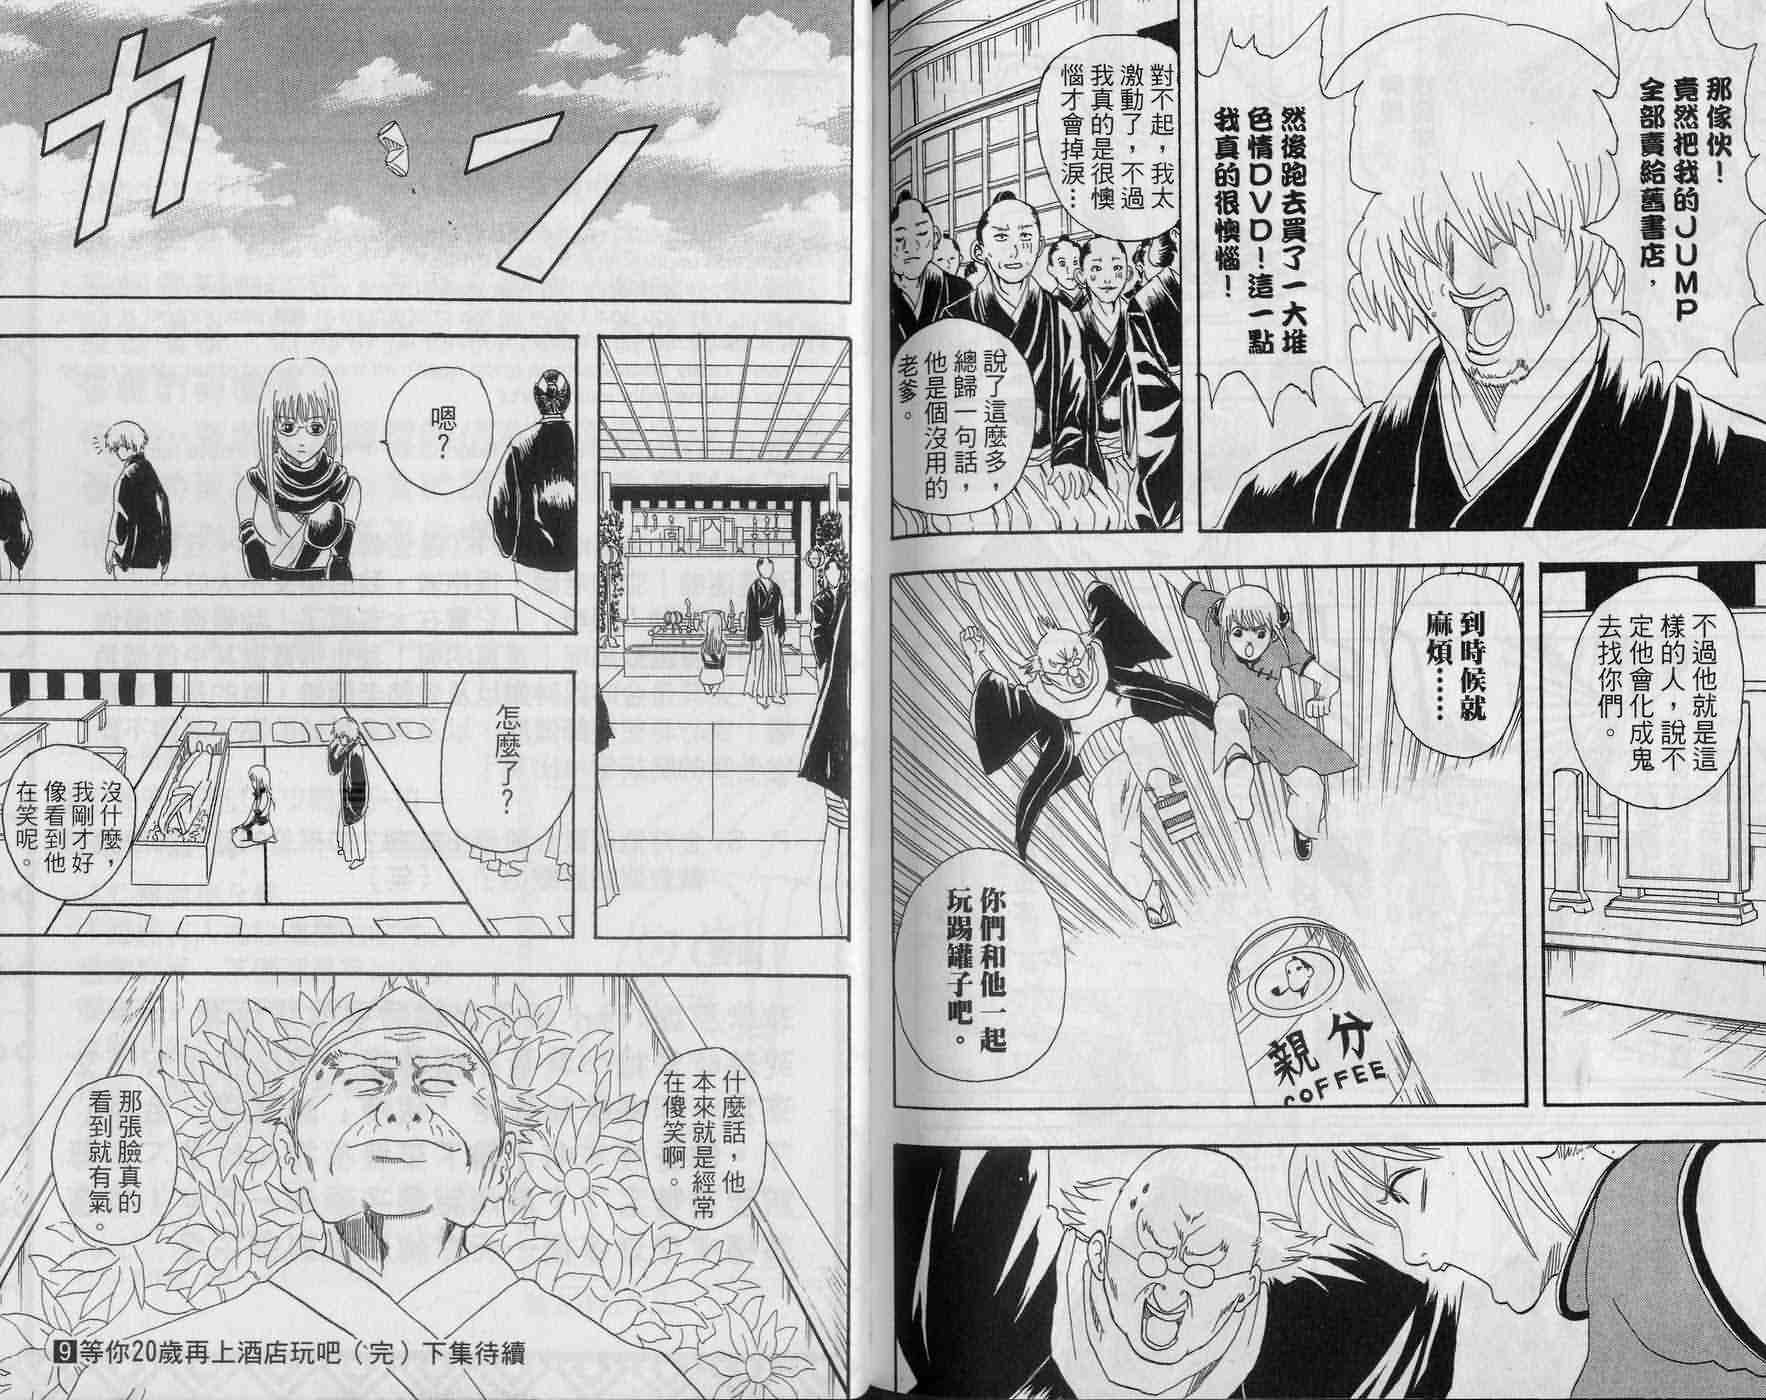 那傢伙！
竟然把我的JUMP
全部賣給舊書店，
然後跑去買了一大堆
色情DVD！這一點
我真的很懊惱！
對不起，我太
激動了，不過
我真的是很懊
惱才會掉淚…
說了這麼多，
總歸一句話，
他是個沒用的
老爹。
不過他就是這
樣的人，說不
定他會化成鬼
去找你們。
到時候就
麻煩……
你們和他一起
玩踢罐子吧。
親分
COFFEE
カン
嗯？
怎麼了？
沒什麼，
我剛才好
像看到他
在笑呢。
什麼話，他
本來就是經常
在傻笑啊。
那張臉真的
看到就有氣。
9 等你20歲再上酒店玩吧（完）下集待續